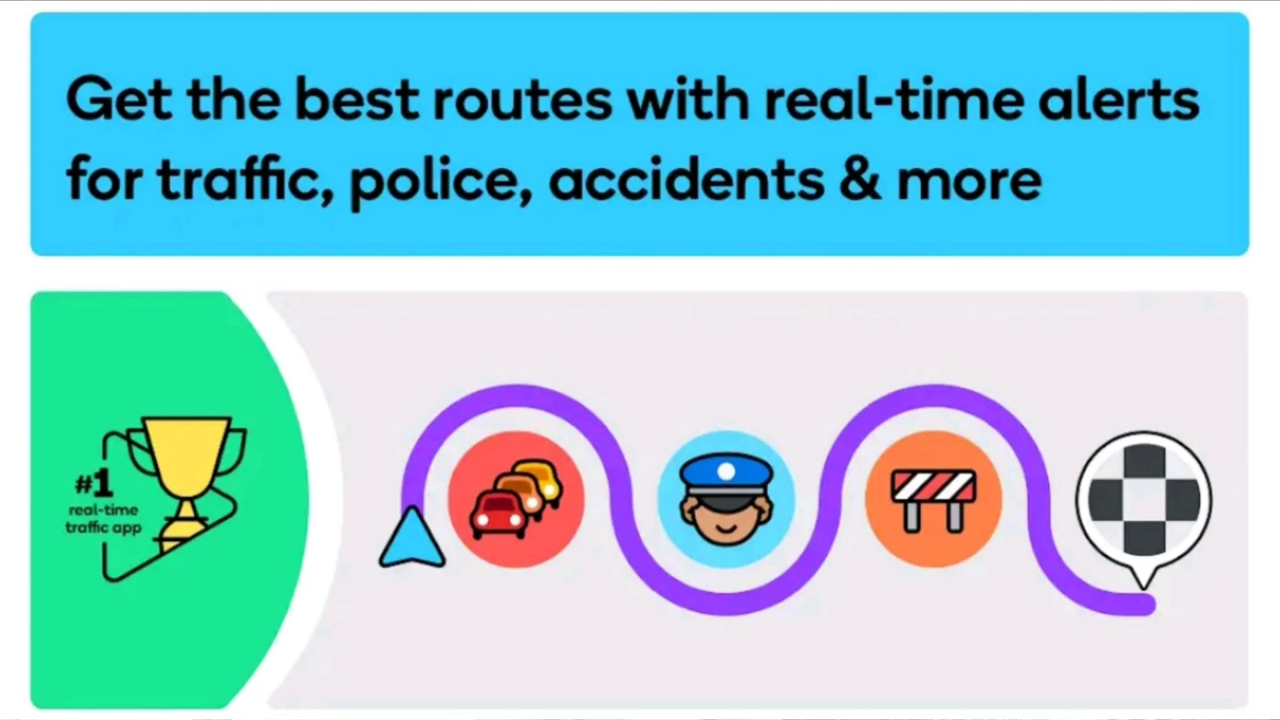 Get the best routes with real-time alerts
for traffic, police, accidents & more
#1
real-time
traffic app